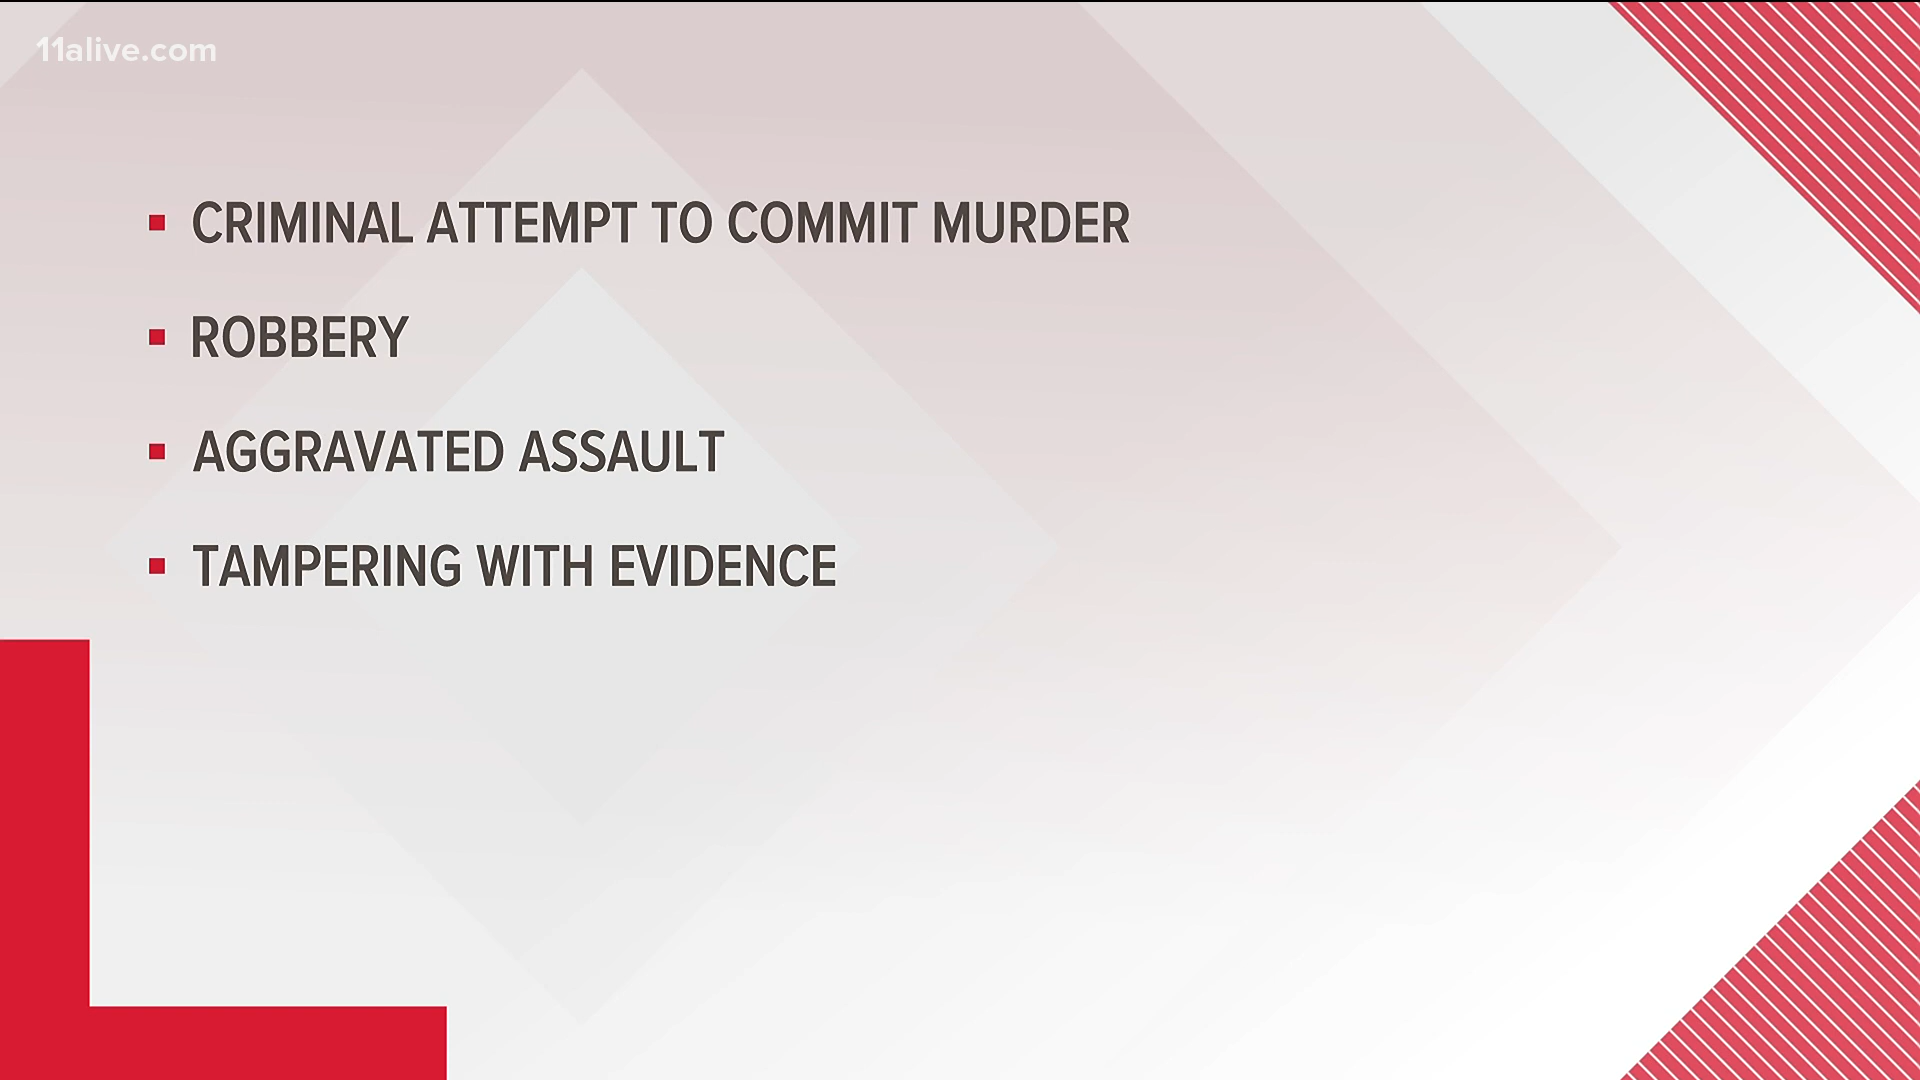 11alive.com
CRIMINAL ATTEMPT TO COMMIT MURDER
ROBBERY
AGGRAVATED ASSAULT
TAMPERING WITH EVIDENCE